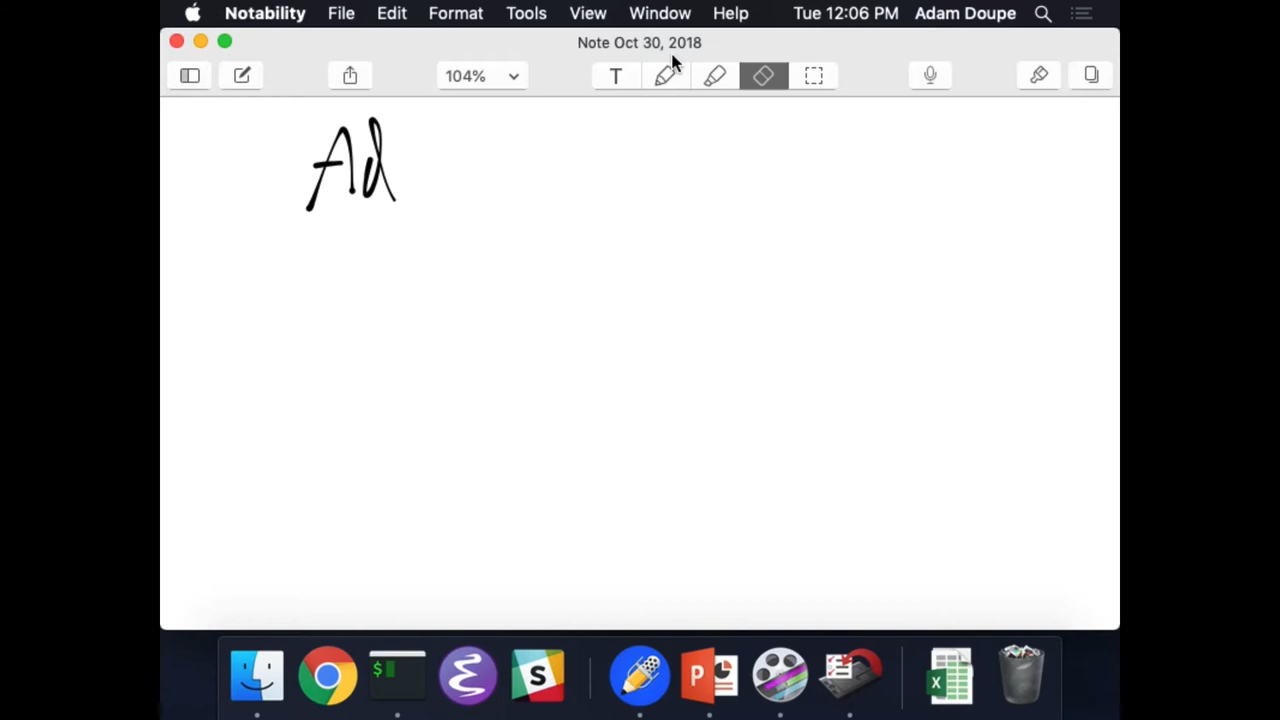 Notability File Edit Format Tools View Window Help Tue 12:06 PM Adam Doupe
Note Oct 30, 2018
104% T
Ad
$ S P X